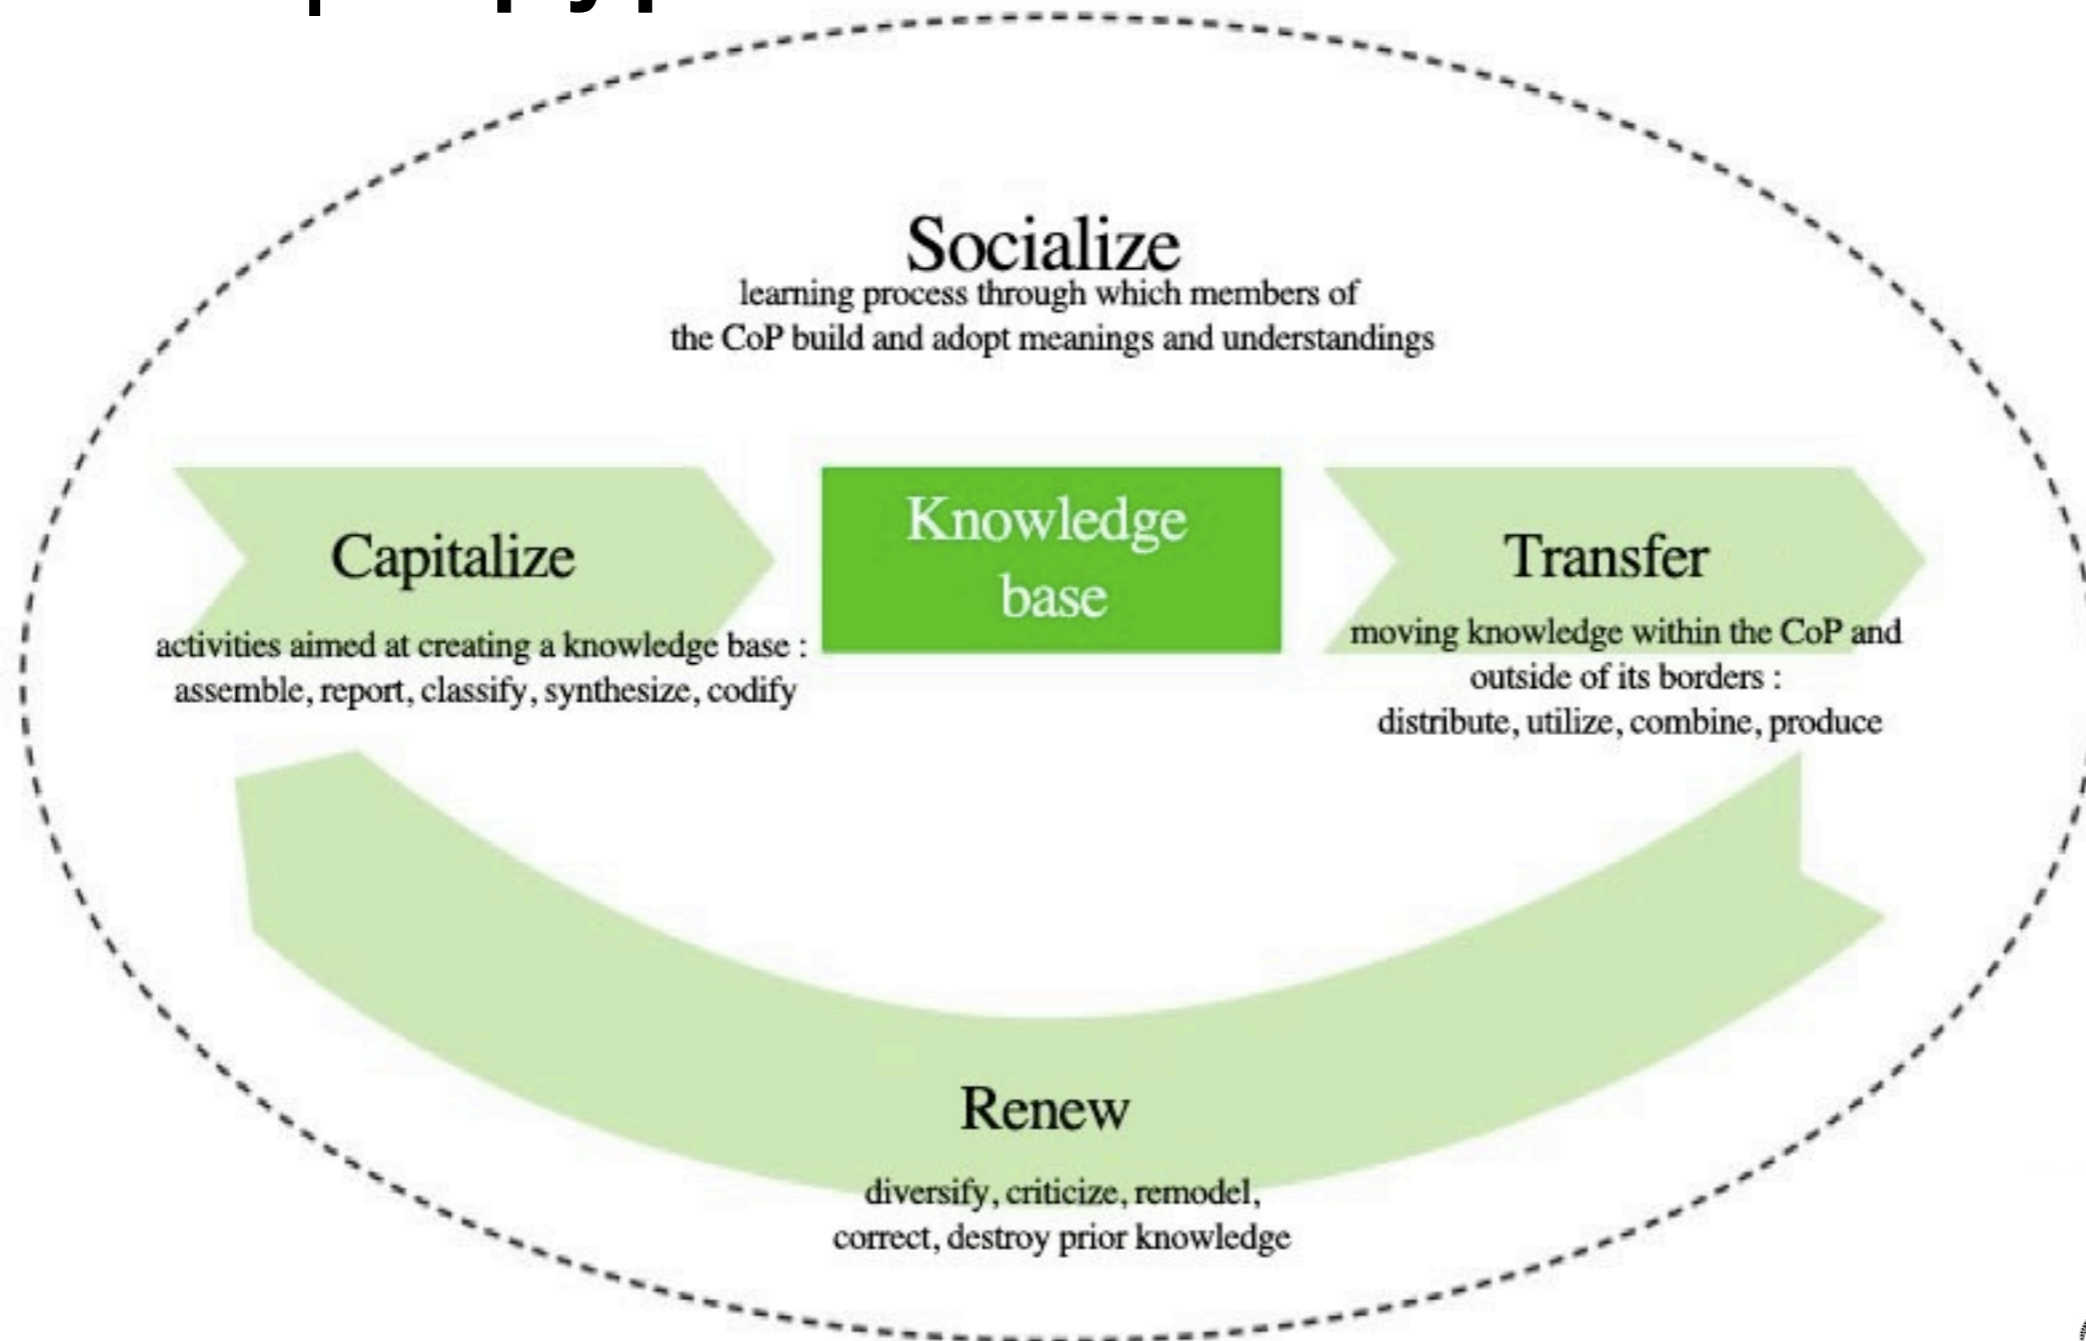 Socialize
learning process through which members of
the CoP build and adopt meanings and understandings
Capitalize
activities aimed at creating a knowledge base :
assemble, report, classify, synthesize, codify
Knowledge
base
Transfer
moving knowledge within the CoP and
outside of its borders :
distribute, utilize, combine, produce
Renew
diversify, criticize, remodel,
correct, destroy prior knowledge